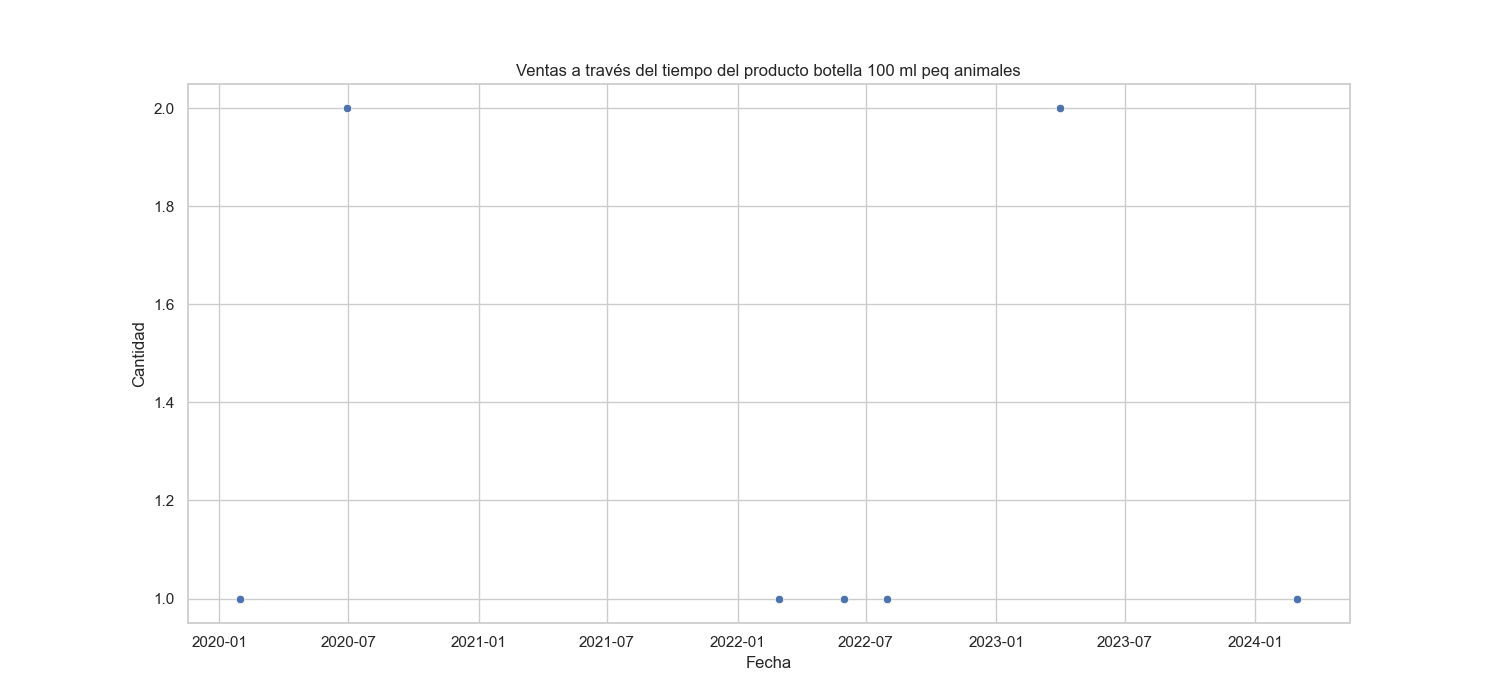 Ventas a través del tiempo del producto botella 100 ml peq animales
2.0
1.8
1.6
1.4
1.2
1.0
Cantidad
2020-01 2020-07 2021-01 2021-07 2022-01 2022-07 2023-01 2023-07 2024-01
Fecha